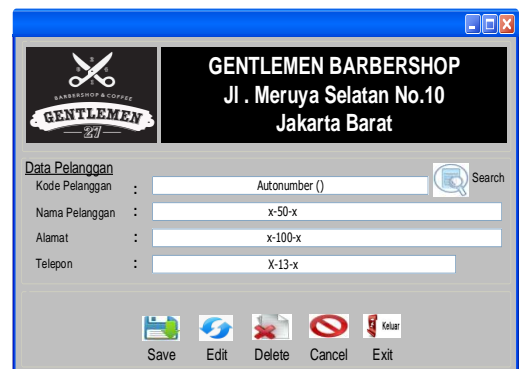 BARBERSHOP & COFFEE
GENTLEMEN
27
GENTLEMEN BARBERSHOP
Jl . Meruya Selatan No.10
Jakarta Barat
Data Pelanggan
Kode Pelanggan : Autonumber () Search
Nama Pelanggan : x-50-x
Alamat : x-100-x
Telepon : X-13-x
Keluar
Save Edit Delete Cancel Exit